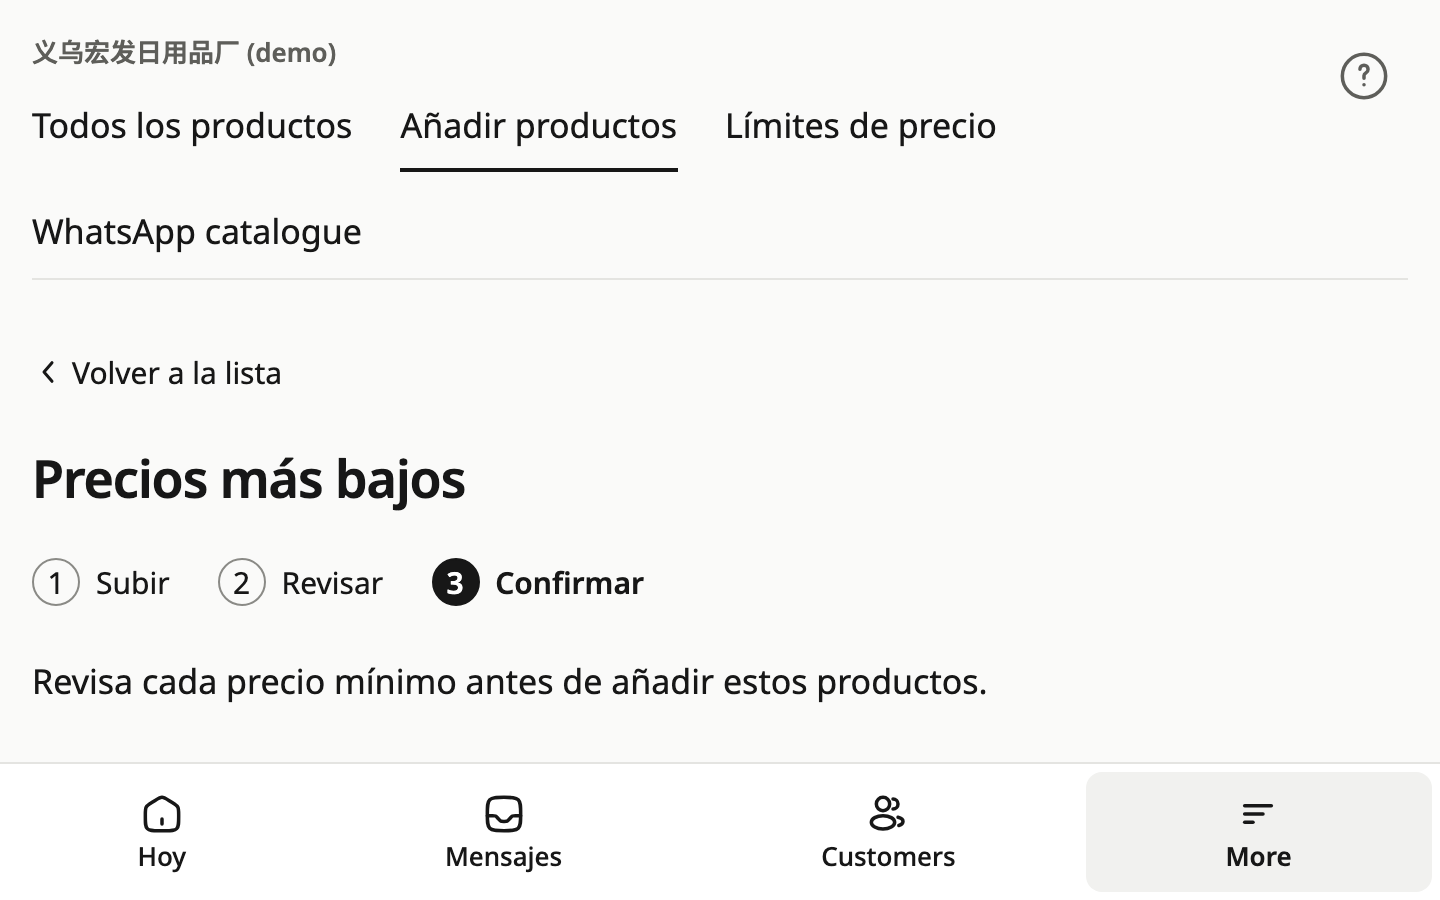 义乌宏发日用品厂 (demo)
?
Todos los productos Añadir productos Límites de precio
WhatsApp catalogue
Volver a la lista
Precios más bajos
1 Subir 2 Revisar 3 Confirmar
Revisa cada precio mínimo antes de añadir estos productos.
Hoy Mensajes Customers More